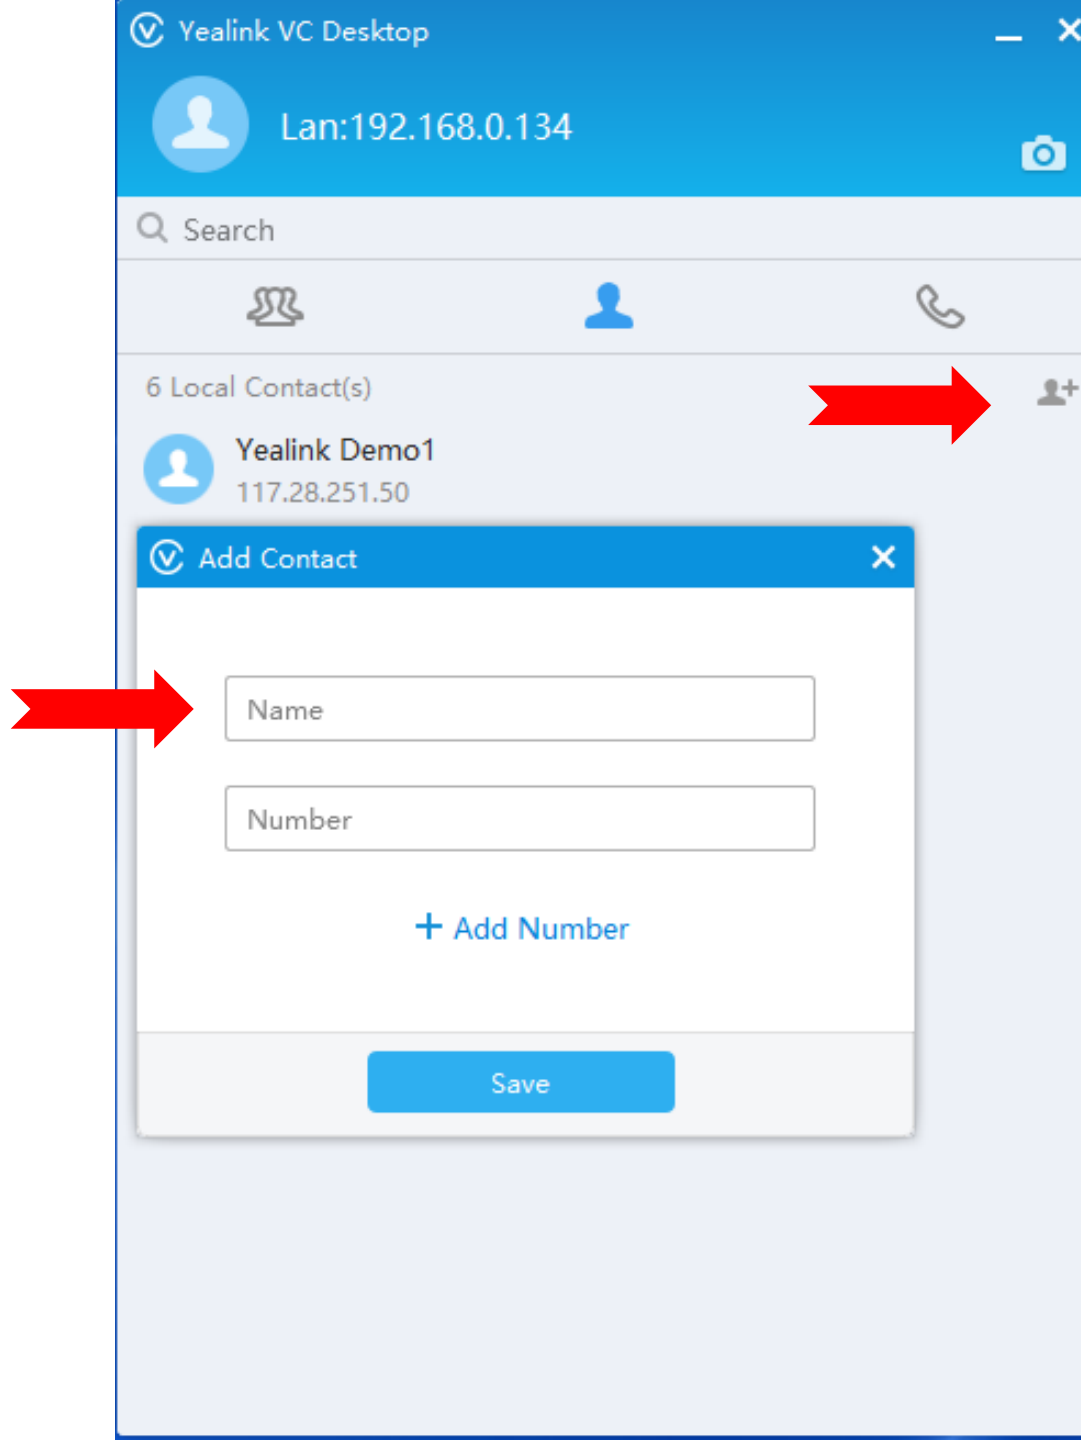 Yealink VC Desktop
Lan:192.168.0.134
Search
6 Local Contact(s)
Yealink Demo1
117.28.251.50
Add Contact
Name
Number
+ Add Number
Save